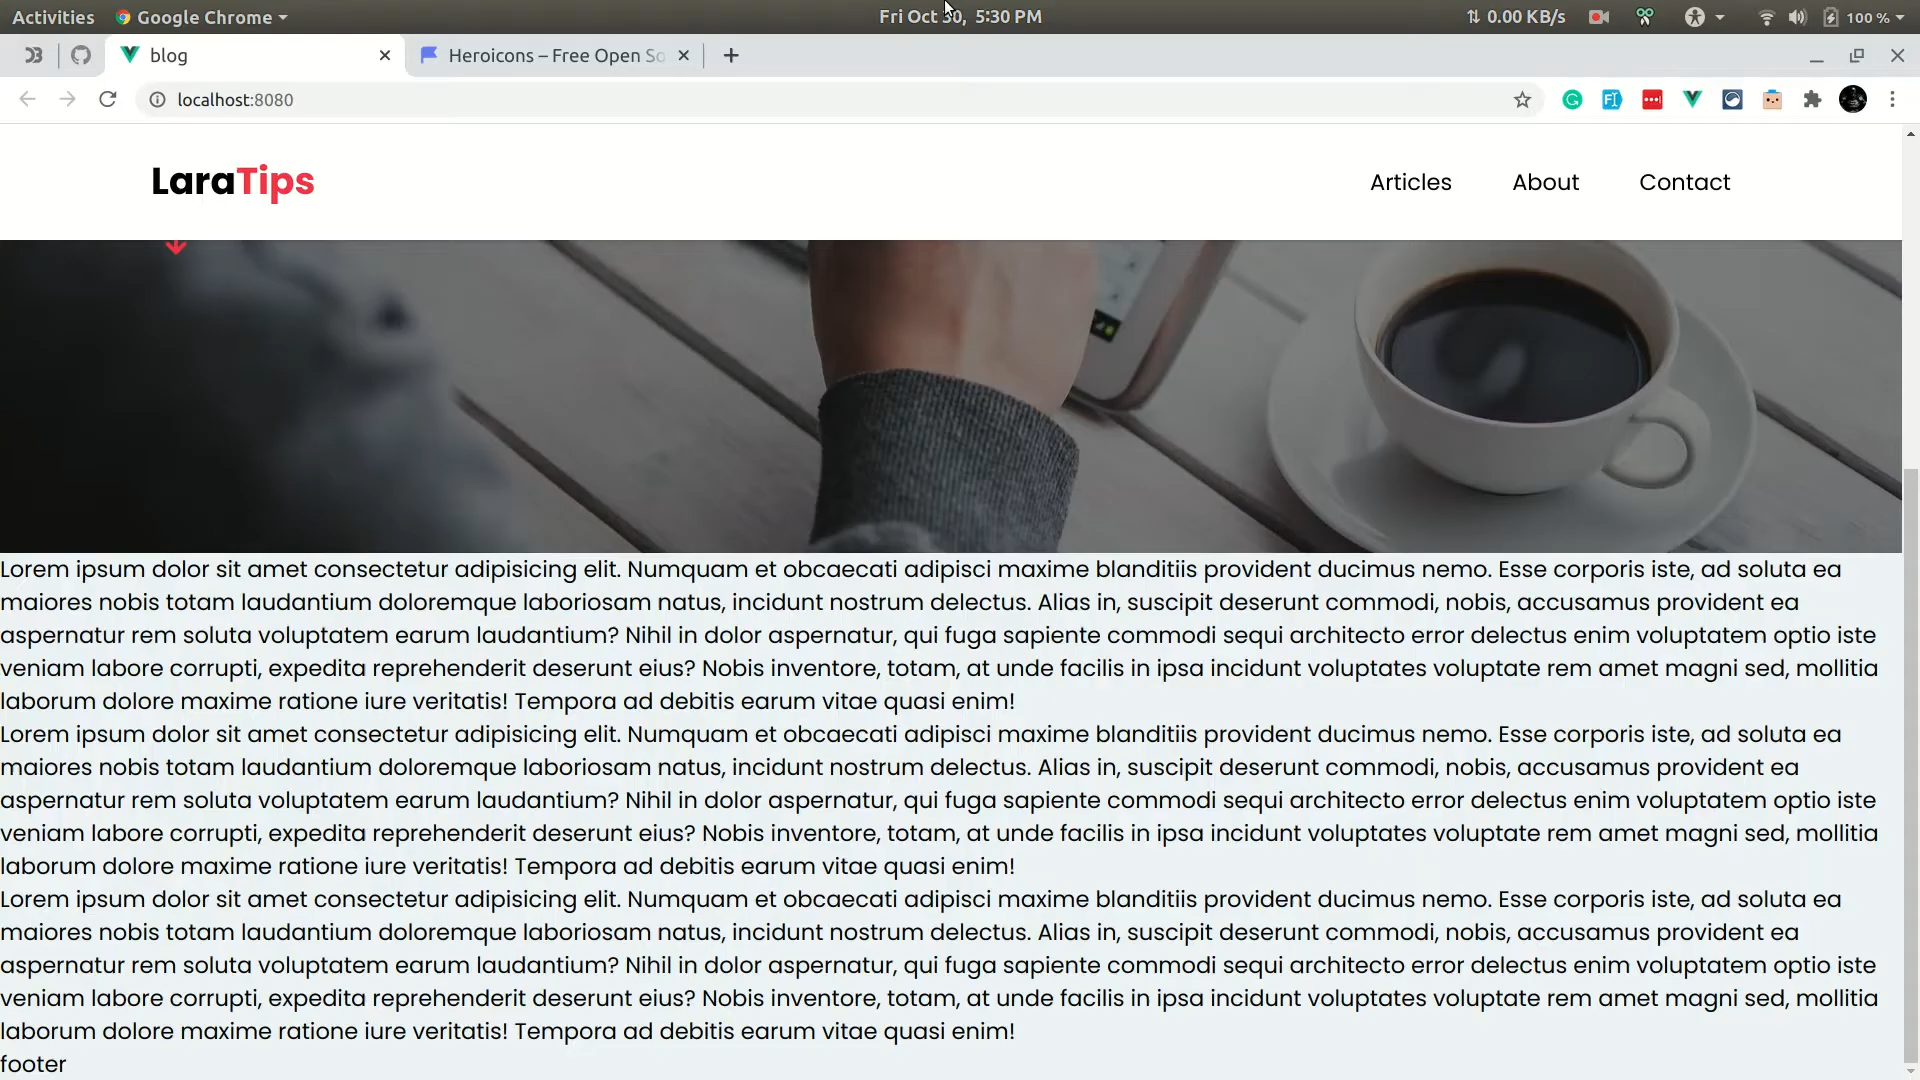 Activities Google Chrome Fri Oct 30, 5:30 PM 0.00 KB/s 100 %
blog Heroicons – Free Open So
localhost:8080
LaraTips Articles About Contact
Lorem ipsum dolor sit amet consectetur adipisicing elit. Numquam et obcaecati adipisci maxime blanditiis provident ducimus nemo. Esse corporis iste, ad soluta ea
maiores nobis totam laudantium doloremque laboriosam natus, incidunt nostrum delectus. Alias in, suscipit deserunt commodi, nobis, accusamus provident ea
aspernatur rem soluta voluptatem earum laudantium? Nihil in dolor aspernatur, qui fuga sapiente commodi sequi architecto error delectus enim voluptatem optio iste
veniam labore corrupti, expedita reprehenderit deserunt eius? Nobis inventore, totam, at unde facilis in ipsa incidunt voluptates voluptate rem amet magni sed, mollitia
laborum dolore maxime ratione iure veritatis! Tempora ad debitis earum vitae quasi enim!
Lorem ipsum dolor sit amet consectetur adipisicing elit. Numquam et obcaecati adipisci maxime blanditiis provident ducimus nemo. Esse corporis iste, ad soluta ea
maiores nobis totam laudantium doloremque laboriosam natus, incidunt nostrum delectus. Alias in, suscipit deserunt commodi, nobis, accusamus provident ea
aspernatur rem soluta voluptatem earum laudantium? Nihil in dolor aspernatur, qui fuga sapiente commodi sequi architecto error delectus enim voluptatem optio iste
veniam labore corrupti, expedita reprehenderit deserunt eius? Nobis inventore, totam, at unde facilis in ipsa incidunt voluptates voluptate rem amet magni sed, mollitia
laborum dolore maxime ratione iure veritatis! Tempora ad debitis earum vitae quasi enim!
Lorem ipsum dolor sit amet consectetur adipisicing elit. Numquam et obcaecati adipisci maxime blanditiis provident ducimus nemo. Esse corporis iste, ad soluta ea
maiores nobis totam laudantium doloremque laboriosam natus, incidunt nostrum delectus. Alias in, suscipit deserunt commodi, nobis, accusamus provident ea
aspernatur rem soluta voluptatem earum laudantium? Nihil in dolor aspernatur, qui fuga sapiente commodi sequi architecto error delectus enim voluptatem optio iste
veniam labore corrupti, expedita reprehenderit deserunt eius? Nobis inventore, totam, at unde facilis in ipsa incidunt voluptates voluptate rem amet magni sed, mollitia
laborum dolore maxime ratione iure veritatis! Tempora ad debitis earum vitae quasi enim!
footer